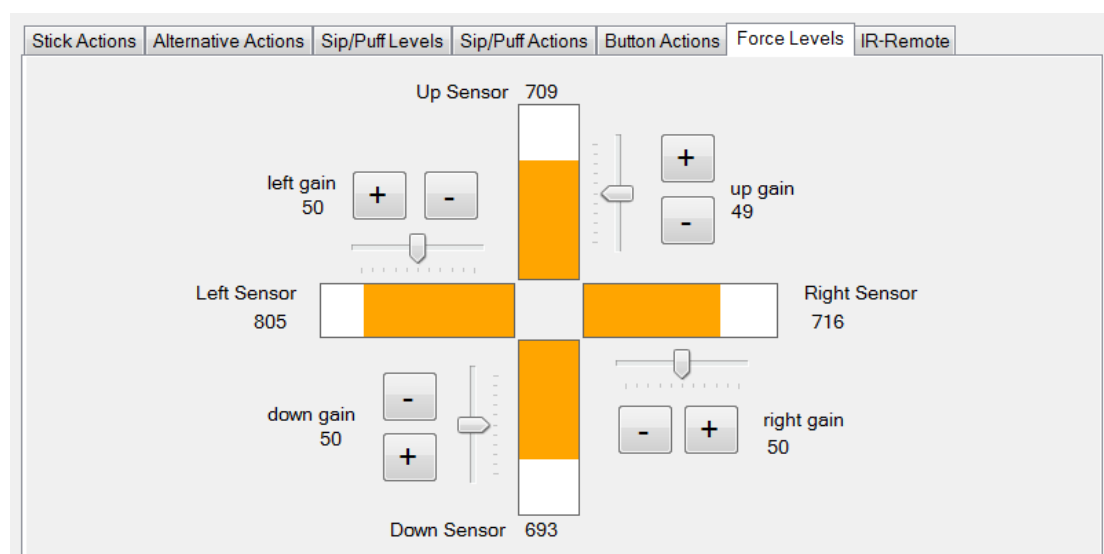 Stick Actions Alternative Actions Sip/Puff Levels Sip/Puff Actions Button Actions Force Levels IR-Remote
Up Sensor 709
left gain
50
+ -
+
-
up gain
49
Left Sensor
805
Right Sensor
716
down gain
50
-
+
- +
right gain
50
Down Sensor 693